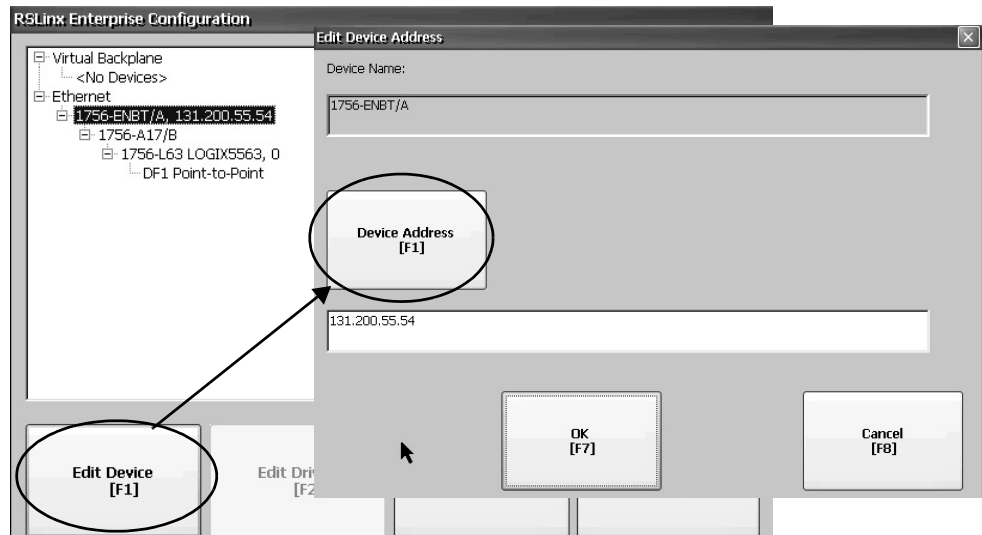 RSLinx Enterprise Configuration
Virtual Backplane
<No Devices>
Ethernet
1756-ENBT/A, 131.200.55.54
1756-A17/B
1756-L63 LOGIX5563, 0
DF1 Point-to-Point
Edit Device
[F1]
Edit Dri
[F2
Edit Device Address
Device Name:
1756-ENBT/A
Device Address
[F1]
131.200.55.54
OK
[F7]
Cancel
[F8]